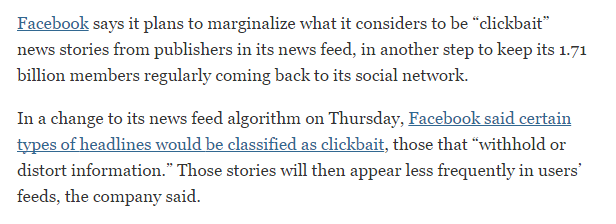 Facebook says it plans to marginalize what it considers to be “clickbait”
news stories from publishers in its news feed, in another step to keep its 1.71
billion members regularly coming back to its social network.
In a change to its news feed algorithm on Thursday, Facebook said certain
types of headlines would be classified as clickbait, those that “withhold or
distort information.” Those stories will then appear less frequently in users’
feeds, the company said.